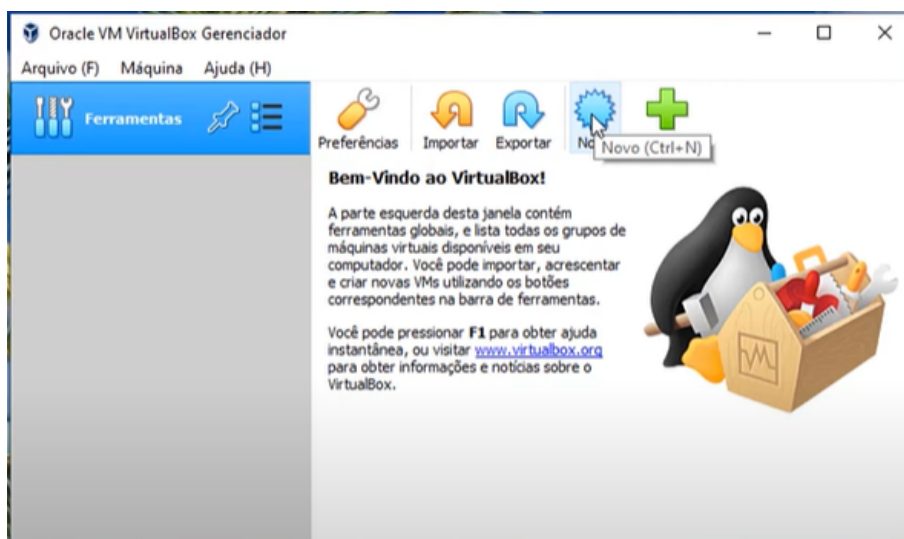 Oracle VM VirtualBox Gerenciador
Arquivo (F) Máquina Ajuda (H)
Ferramentas
Preferências Importar Exportar
Novo (Ctrl+N)
Bem-Vindo ao VirtualBox!
A parte esquerda desta janela contém
ferramentas globais, e lista todas os grupos de
máquinas virtuais disponíveis em seu
computador. Você pode importar, acrescentar
e criar novas VMs utilizando os botões
correspondentes na barra de ferramentas.
Você pode pressionar F1 para obter ajuda
instantânea, ou visitar www.virtualbox.org
para obter informações e notícias sobre o
VirtualBox.